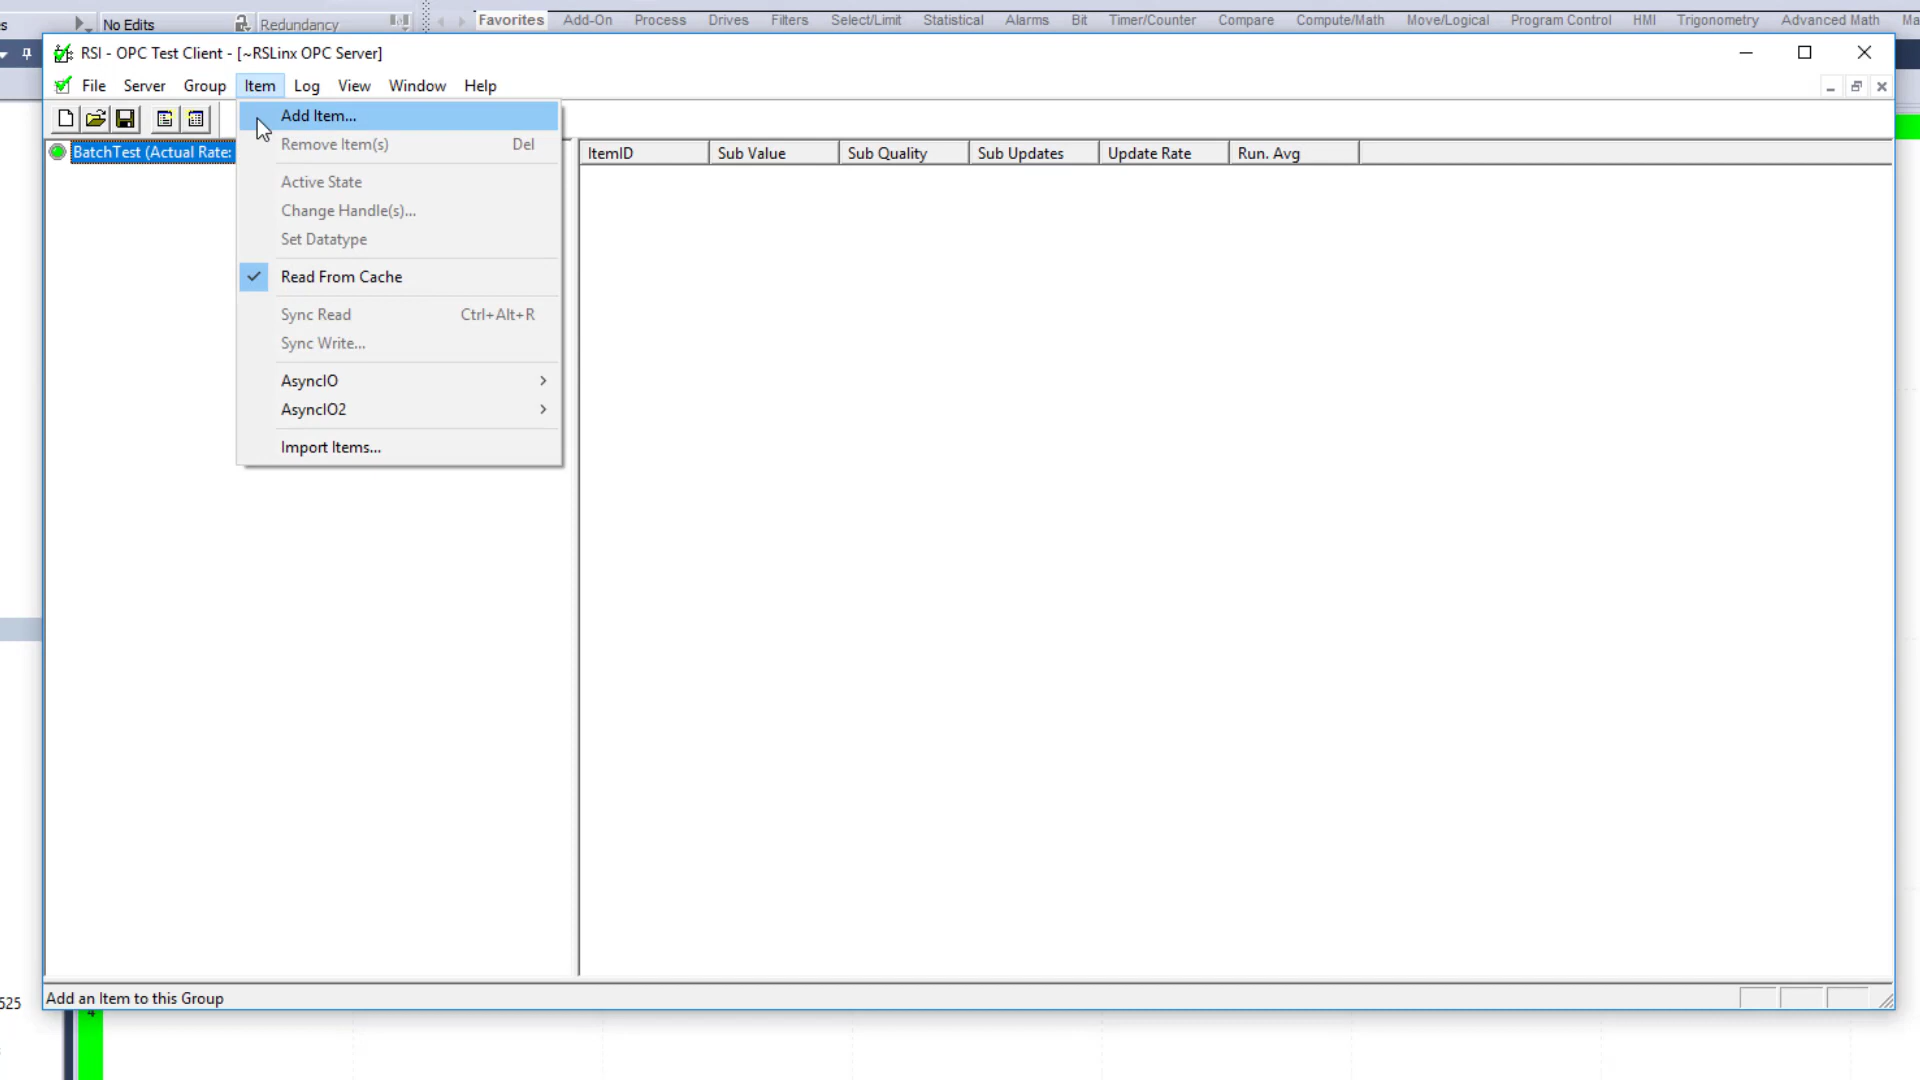 No Edits
Redundancy
Favorites Add-On Process Drives Filters Select/Limit Statistical Alarms Bit Timer/Counter Compare Compute/Math Move/Logical Program Control HMI Trigonometry Advanced Math
RSI - OPC Test Client - [~RSLinx OPC Server]
File Server Group Item Log View Window Help
Add Item...
Remove Item(s) Del
Active State
Change Handle(s)...
Set Datatype
Read From Cache
Sync Read Ctrl+Alt+R
Sync Write...
AsyncIO
AsyncIO2
Import Items...
BatchTest (Actual Rate:
ItemID Sub Value Sub Quality Sub Updates Update Rate Run. Avg
Add an Item to this Group
525